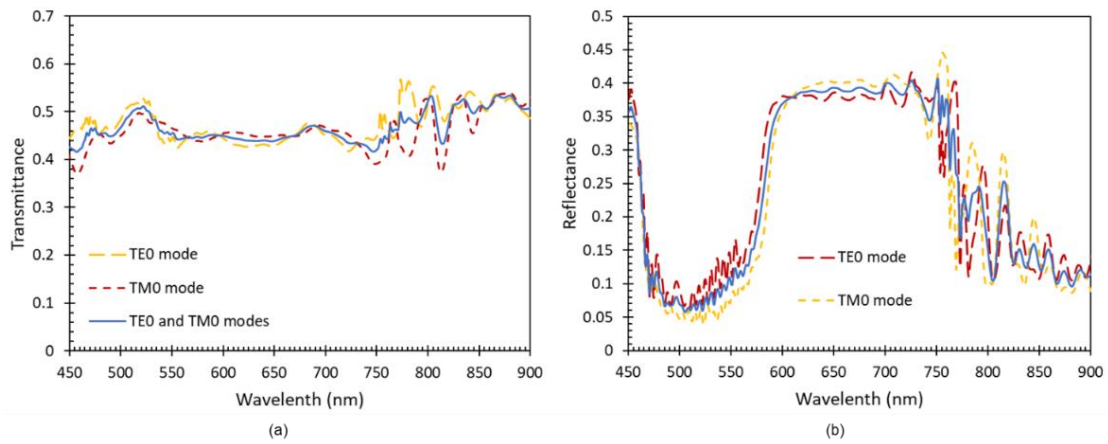 0.7
0.6
0.5
0.4
0.3
0.2
0.1
0
Transmittance
TE0 mode
TM0 mode
TE0 and TM0 modes
450 500 550 600 650 700 750 800 850 900
Wavelenth (nm)
(a)
0.5
0.45
0.4
0.35
0.3
0.25
0.2
0.15
0.1
0.05
0
Reflectance
TE0 mode
TM0 mode
450 500 550 600 650 700 750 800 850 900
Wavelenth (nm)
(b)